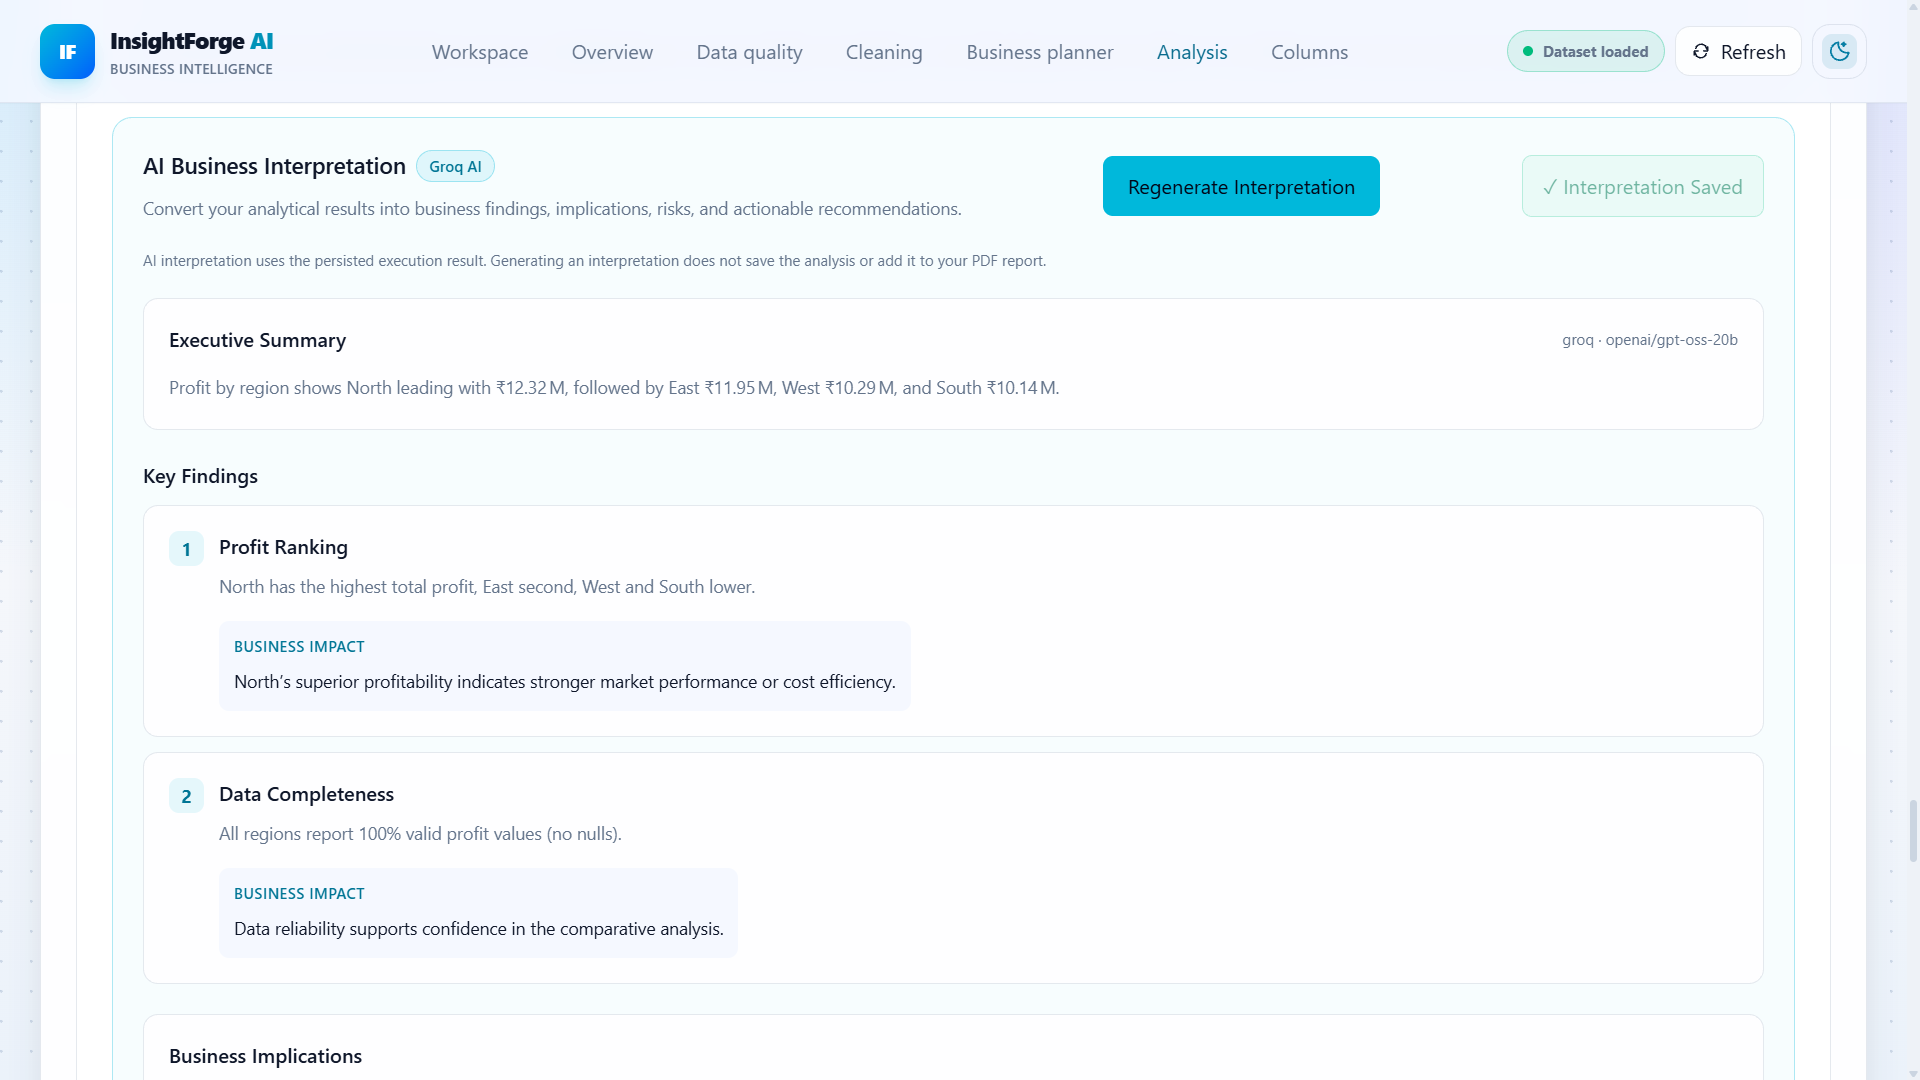 IF
InsightForge AI
BUSINESS INTELLIGENCE
Workspace
Overview
Data quality
Cleaning
Business planner
Analysis
Columns
Dataset loaded
Refresh
AI Business Interpretation
Groq AI
Convert your analytical results into business findings, implications, risks, and actionable recommendations.
Regenerate Interpretation
✓ Interpretation Saved
AI interpretation uses the persisted execution result. Generating an interpretation does not save the analysis or add it to your PDF report.
Executive Summary
groq · openai/gpt-oss-20b
Profit by region shows North leading with ₹12.32 M, followed by East ₹11.95 M, West ₹10.29 M, and South ₹10.14 M.
Key Findings
1
Profit Ranking
North has the highest total profit, East second, West and South lower.
BUSINESS IMPACT
North’s superior profitability indicates stronger market performance or cost efficiency.
2
Data Completeness
All regions report 100% valid profit values (no nulls).
BUSINESS IMPACT
Data reliability supports confidence in the comparative analysis.
Business Implications